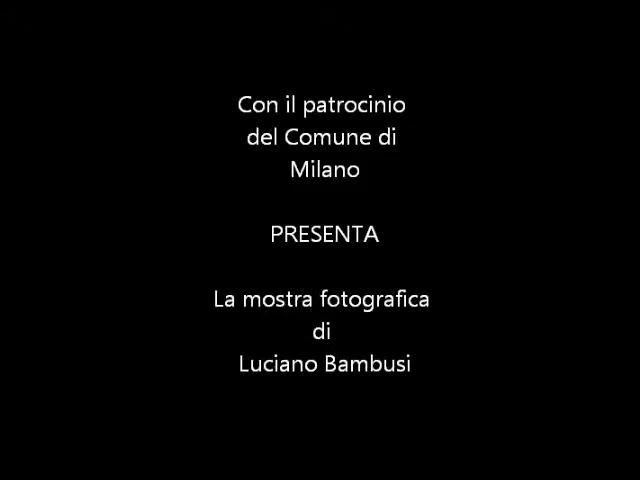 Con il patrocinio
del Comune di
Milano
PRESENTA
La mostra fotografica
di
Luciano Bambusi